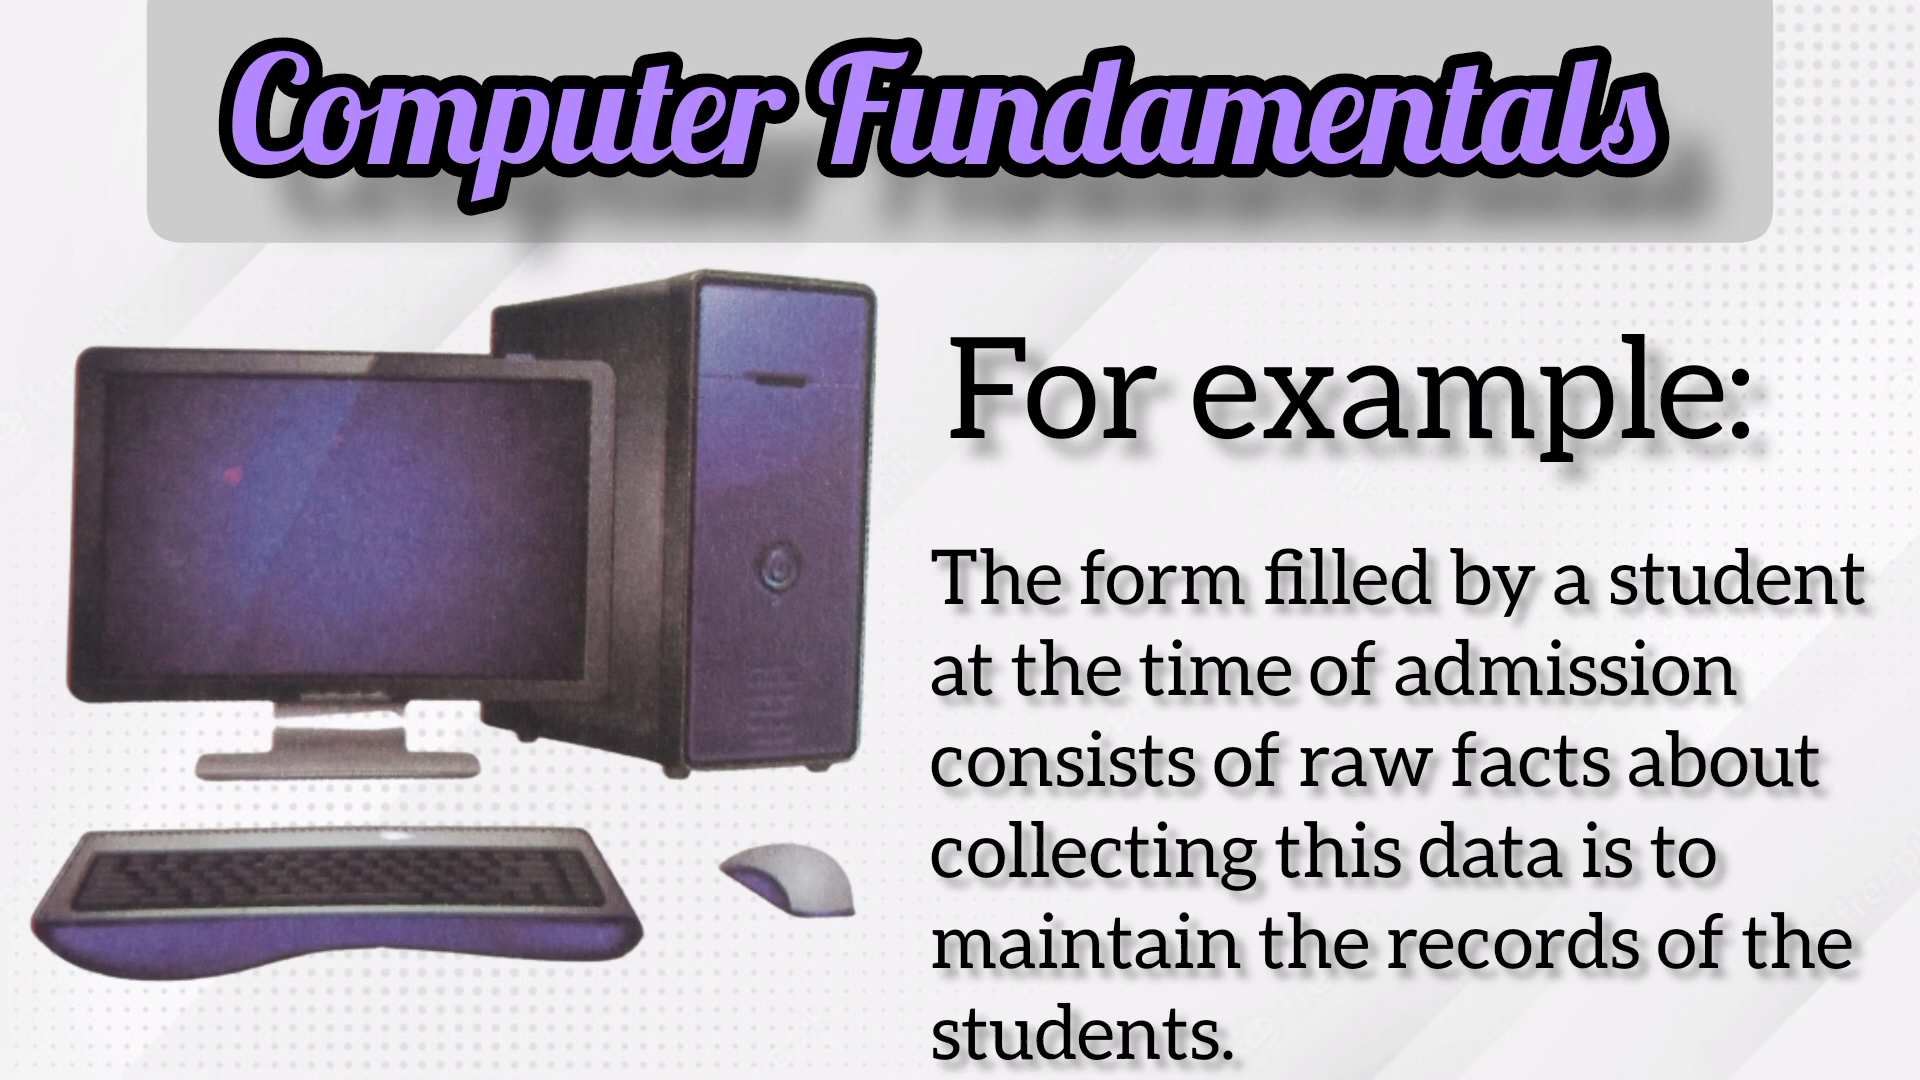 Computer Fundamentals
For example:
The form filled by a student
at the time of admission
consists of raw facts about
collecting this data is to
maintain the records of the
students.